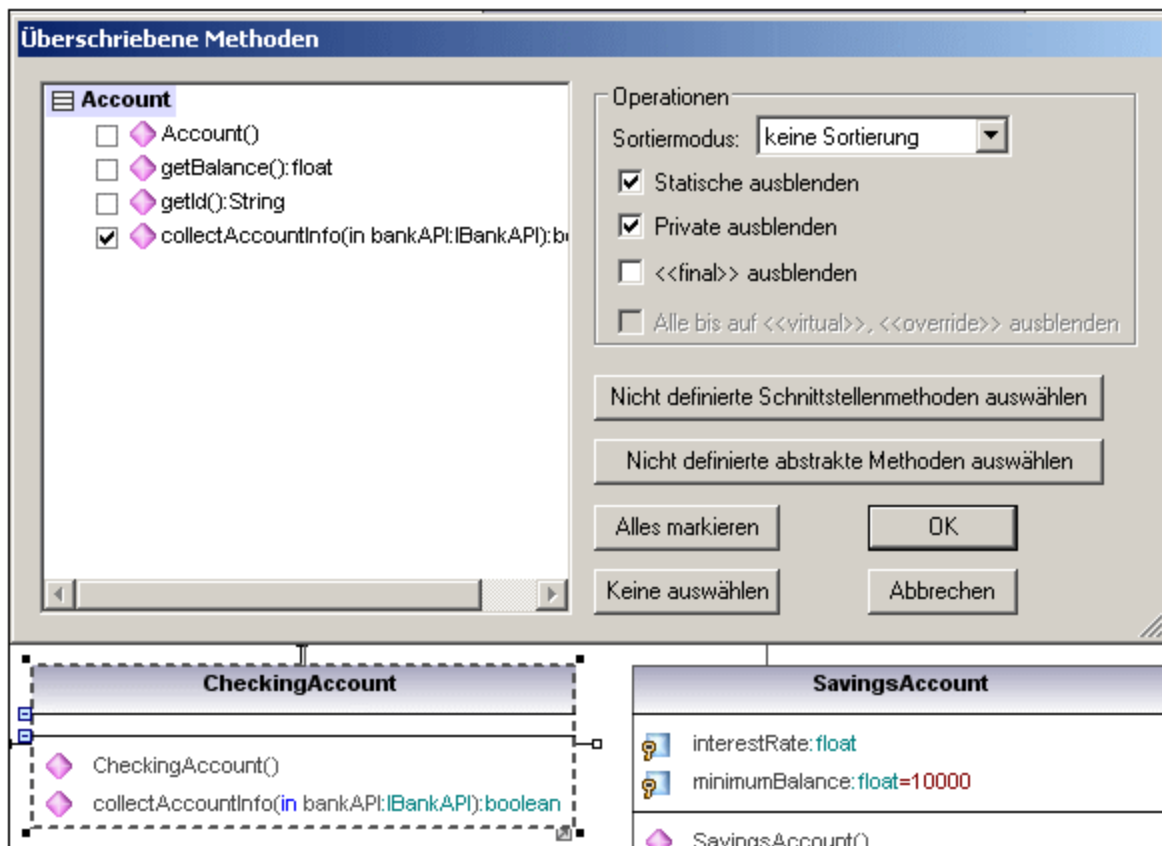 Überschriebene Methoden
Account
Account()
getBalance():float
getId():String
collectAccountInfo(in bankAPI:IBankAPI):b
Operationen
Sortiermodus: keine Sortierung
Statische ausblenden
Private ausblenden
<<final>> ausblenden
Alle bis auf <<virtual>>, <<override>> ausblenden
Nicht definierte Schnittstellenmethoden auswählen
Nicht definierte abstrakte Methoden auswählen
Alles markieren
OK
Keine auswählen
Abbrechen
CheckingAccount
CheckingAccount()
collectAccountInfo(in bankAPI:IBankAPI):boolean
SavingsAccount
interestRate:float
minimumBalance:float=10000
SavingsAccount()